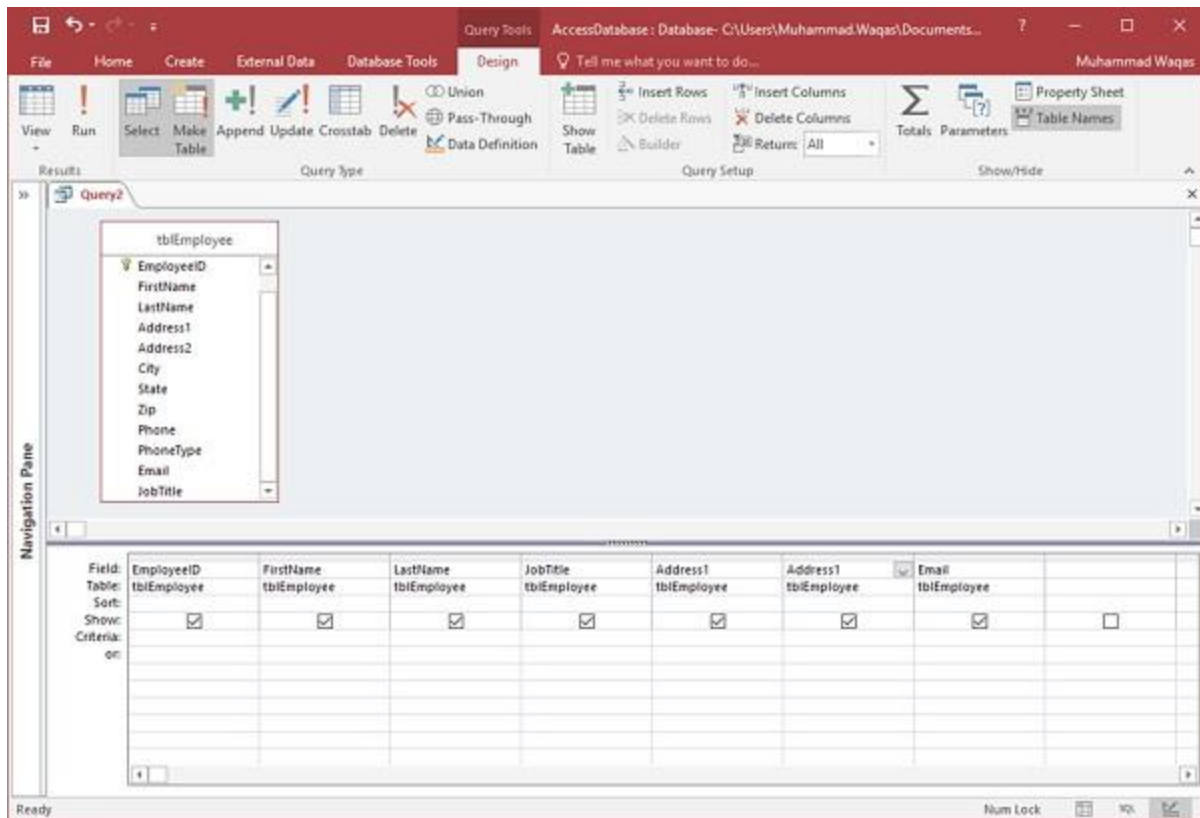 Query Tools AccessDatabase : Database- C:\Users\Muhammad.Waqas\Documents... ?
File Home Create External Data Database Tools Design Tell me what you want to do... Muhammad Waqas
View Run Select Make Table Append Update Crosstab Delete
Union
Pass-Through
Data Definition
Show Table
Insert Rows
Delete Rows
Builder
Insert Columns
Delete Columns
Return: All
Totals Parameters
Property Sheet
Table Names
Results Query Type Query Setup Show/Hide
Query2
Navigation Pane
tblEmployee
EmployeeID
FirstName
LastName
Address1
Address2
City
State
Zip
Phone
PhoneType
Email
JobTitle
Field: EmployeeID FirstName LastName JobTitle Address1 Address1 Email
Table: tblEmployee tblEmployee tblEmployee tblEmployee tblEmployee tblEmployee tblEmployee
Sort:
Show:
Criteria:
or:
Ready Num Lock SQL